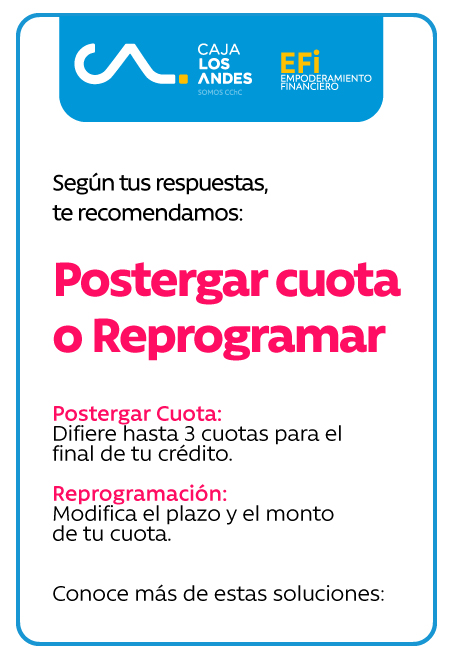 CAJA
LOS
ANDES
SOMOS CChC
EFi
EMPODERAMIENTO
FINANCIERO
Según tus respuestas,
te recomendamos:
Postergar cuota
o Reprogramar
Postergar Cuota:
Difiere hasta 3 cuotas para el
final de tu crédito.
Reprogramación:
Modifica el plazo y el monto
de tu cuota.
Conoce más de estas soluciones: